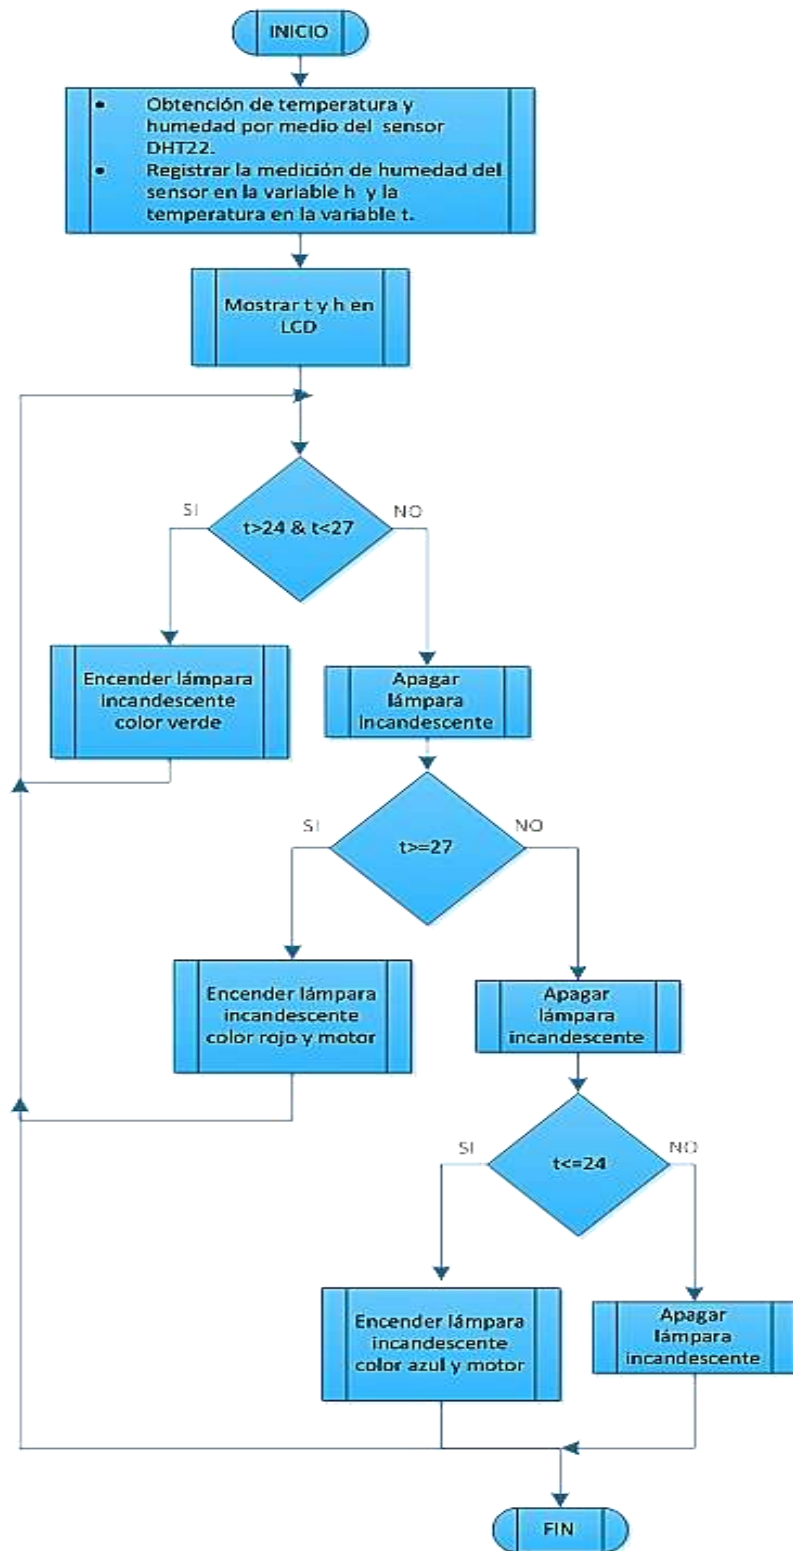 INICIO
• Obtención de temperatura y
humedad por medio del sensor
DHT22.
• Registrar la medición de humedad del
sensor en la variable h y la
temperatura en la variable t.
Mostrar t y h en
LCD
SI
NO
t>24 & t<27
Encender lámpara
incandescente
color verde
Apagar
lámpara
incandescente
SI
NO
t>=27
Encender lámpara
incandescente
color rojo y motor
Apagar
lámpara
incandescente
SI
NO
t<=24
Encender lámpara
incandescente
color azul y motor
Apagar
lámpara
incandescente
FIN